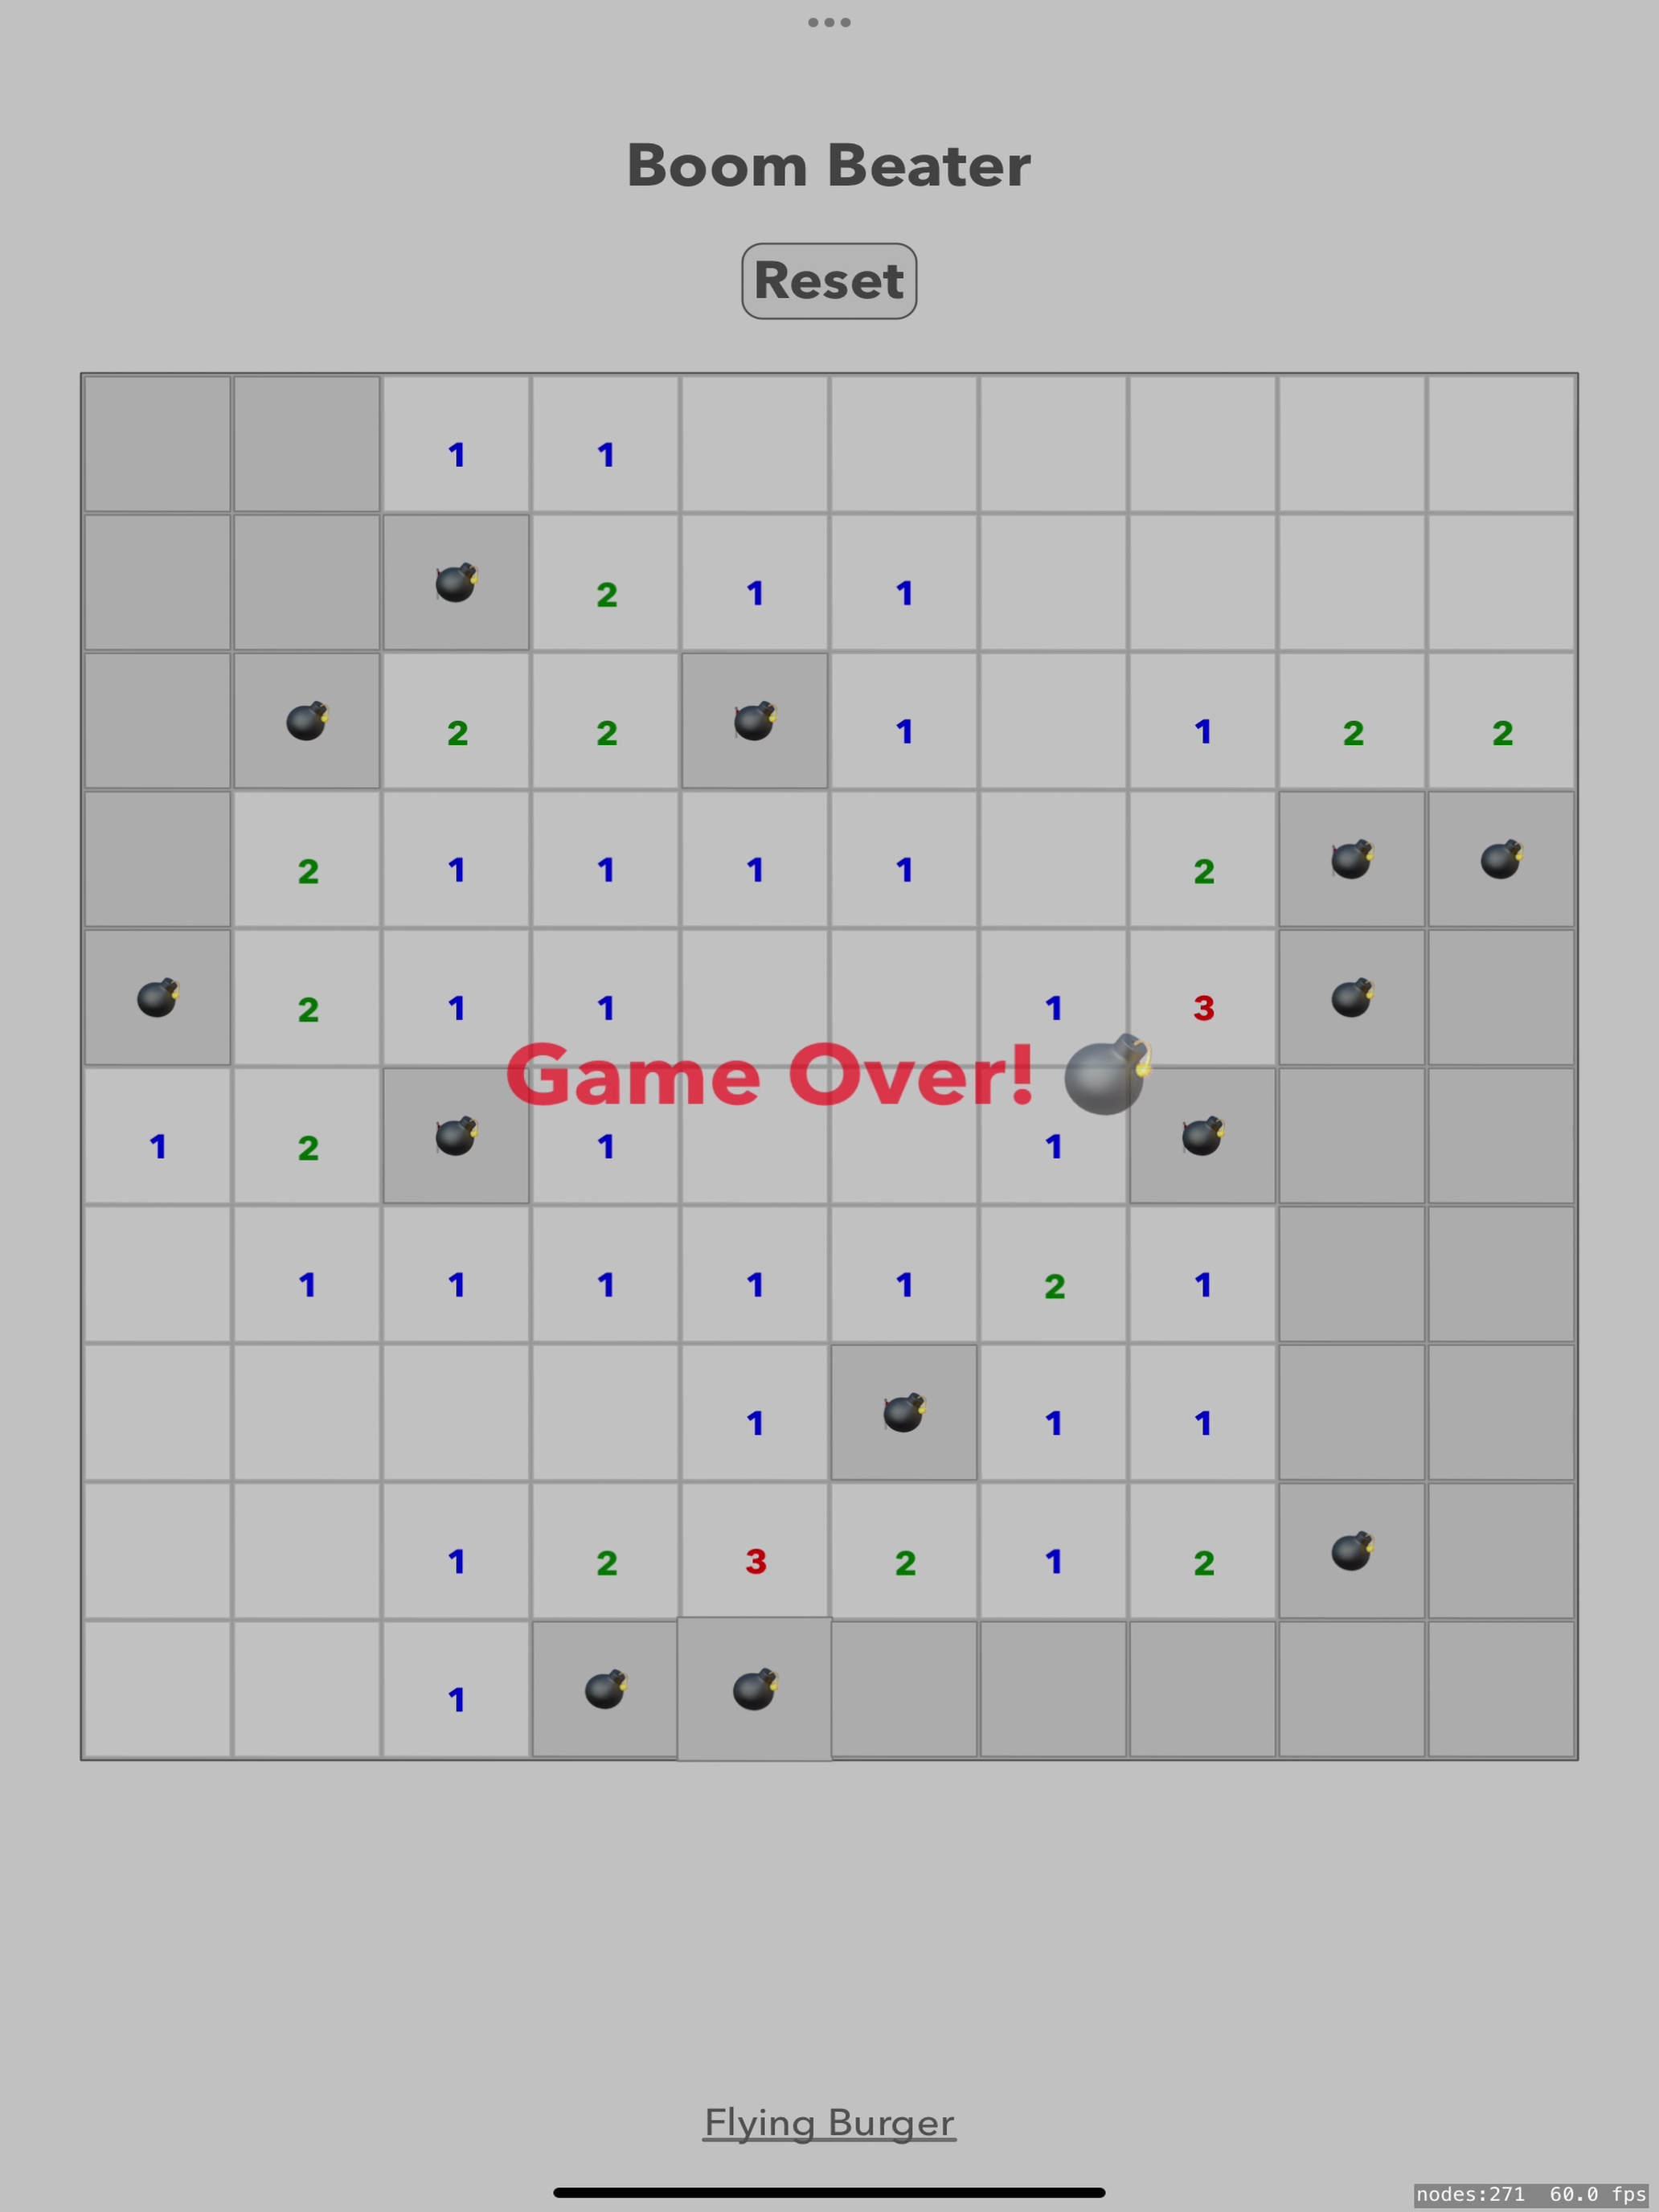 Boom Beater
Reset
1 1
2 1 1
2 2 1 1 2 2
2 1 1 1 1 2
2 1 1 1 3
Game Over!
1 2 1 1
1 1 1 1 1 2 1
1 1 1
1 2 3 2 1 2
1
Flying Burger
nodes:271 60.0 fps